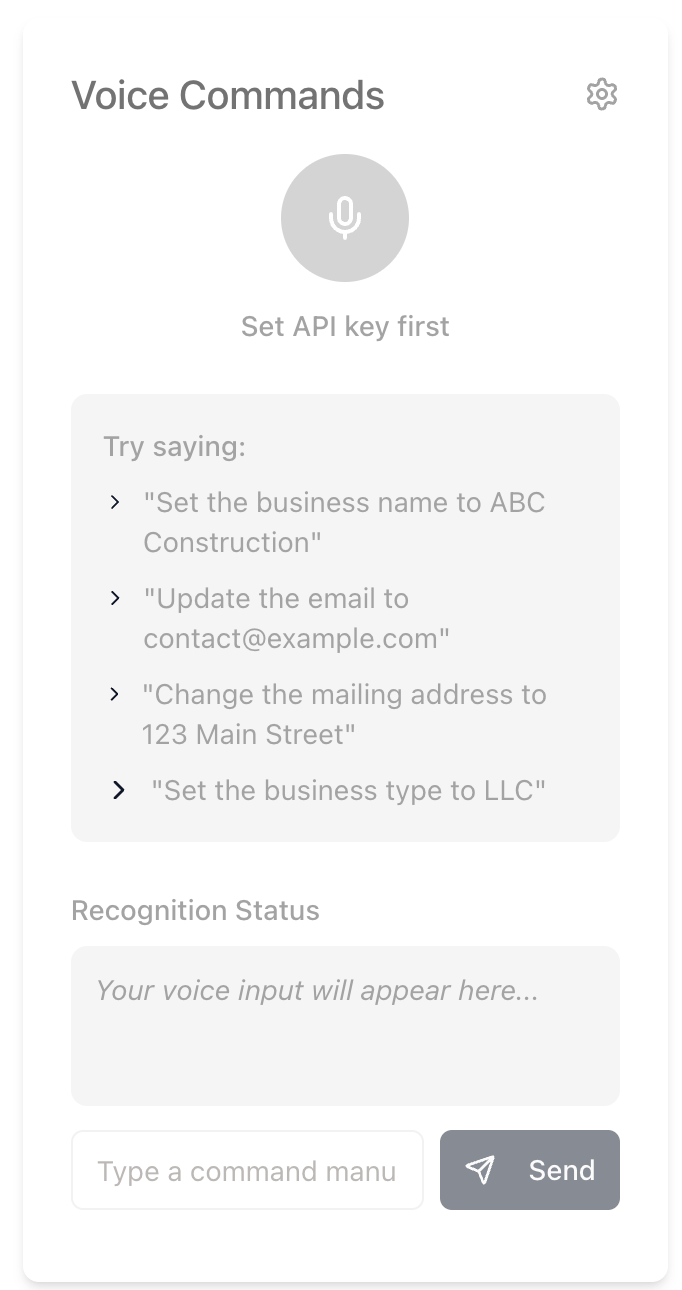 Voice Commands
Set API key first
Try saying:
"Set the business name to ABC
Construction"
"Update the email to
contact@example.com"
"Change the mailing address to
123 Main Street"
"Set the business type to LLC"
Recognition Status
Your voice input will appear here...
Type a command manu
Send